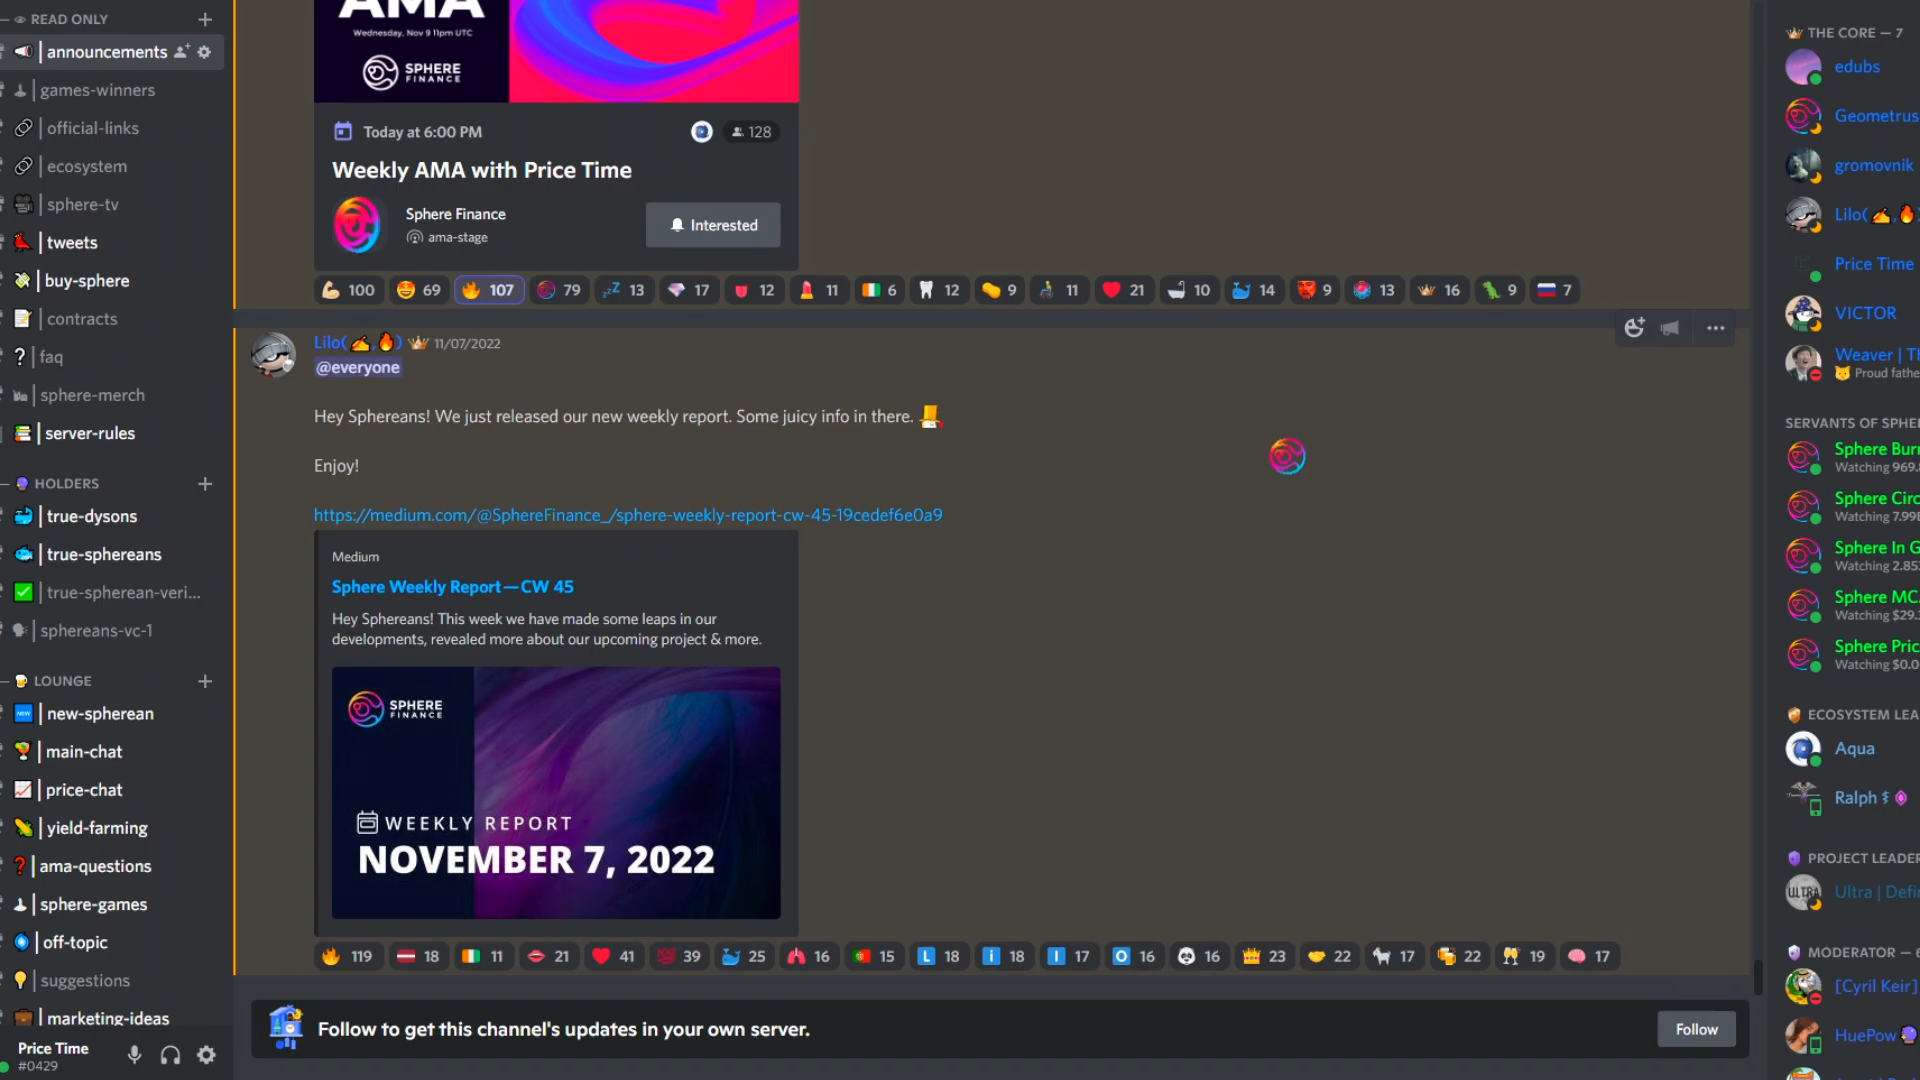 READ ONLY
announcements
games-winners
official-links
ecosystem
sphere-tv
tweets
buy-sphere
contracts
faq
sphere-merch
server-rules
HOLDERS
true-dysons
true-sphereans
true-spherean-veri...
sphereans-vc-1
LOUNGE
new-spherean
main-chat
price-chat
yield-farming
ama-questions
sphere-games
off-topic
suggestions
marketing-ideas
Price Time
#0429
AMA
Wednesday, Nov 9 11pm UTC
SPHERE
FINANCE
Today at 6:00 PM
128
Weekly AMA with Price Time
Sphere Finance
ama-stage
Interested
100 69 107 79 13 17 12 11 6 12 9 11 21 10 14 9 13 16 9 7
Lilo( , ) 11/07/2022
@everyone
Hey Sphereans! We just released our new weekly report. Some juicy info in there.
Enjoy!
https://medium.com/@SphereFinance_/sphere-weekly-report-cw-45-19cedef6e0a9
Medium
Sphere Weekly Report—CW 45
Hey Sphereans! This week we have made some leaps in our
developments, revealed more about our upcoming project & more.
SPHERE
FINANCE
WEEKLY REPORT
NOVEMBER 7, 2022
119 18 11 21 41 39 25 16 15 L 18 i 18 I 17 O 16 16 23 22 17 22 19 17
Follow to get this channel's updates in your own server.
Follow
THE CORE — 7
edubs
Geometrus
gromovnik
Lilo( ,
Price Time
VICTOR
Weaver | Th
Proud fathe
SERVANTS OF SPHE
Sphere Bur
Watching 969.
Sphere Circ
Watching 7.99
Sphere In G
Watching 2.85
Sphere MC
Watching $29.
Sphere Pric
Watching $0.0
ECOSYSTEM LEA
Aqua
Ralph
PROJECT LEADER
ULTRA
Ultra | Defi
MODERATOR — 6
[Cyril Keir]
HuePow